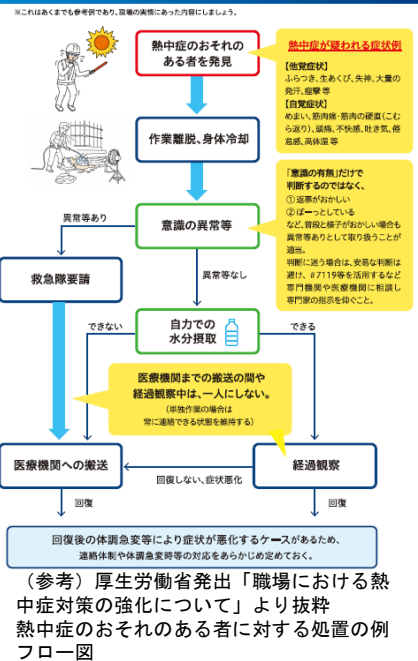 ※これはあくまでも参考例であり、現場の実情にあった内容にしましょう。
熱中症のおそれの
ある者を発見
熱中症が疑われる症状例
【他覚症状】
ふらつき、生あくび、失神、大量の
発汗、痙攣 等
【自覚症状】
めまい、筋肉痛・筋肉の硬直(こむ
ら返り)、頭痛、不快感、吐き気、倦
怠感、高体温 等
作業離脱、身体冷却
「意識の有無」だけで
判断するのではなく、
①返事がおかしい
②ぼーっとしている
など、普段と様子がおかしい場合も
異常等ありとして取り扱うことが
適当。
判断に迷う場合は、安易な判断は
避け、#7119等を活用するなど
専門機関や医療機関に相談し
専門家の指示を仰ぐこと。
異常等あり
意識の異常等
救急隊要請
異常等なし
できない
自力での
水分摂取
できる
医療機関までの搬送の間や
経過観察中は、一人にしない。
(単独作業の場合は
常に連絡できる状態を維持する)
医療機関への搬送
経過観察
回復しない、症状悪化
回復
回復
回復後の体調急変等により症状が悪化するケースがあるため、
連絡体制や体調急変時等の対応をあらかじめ定めておく。
(参考)厚生労働省発出「職場における熱
中症対策の強化について」より抜粋
熱中症のおそれのある者に対する処置の例
フロー図